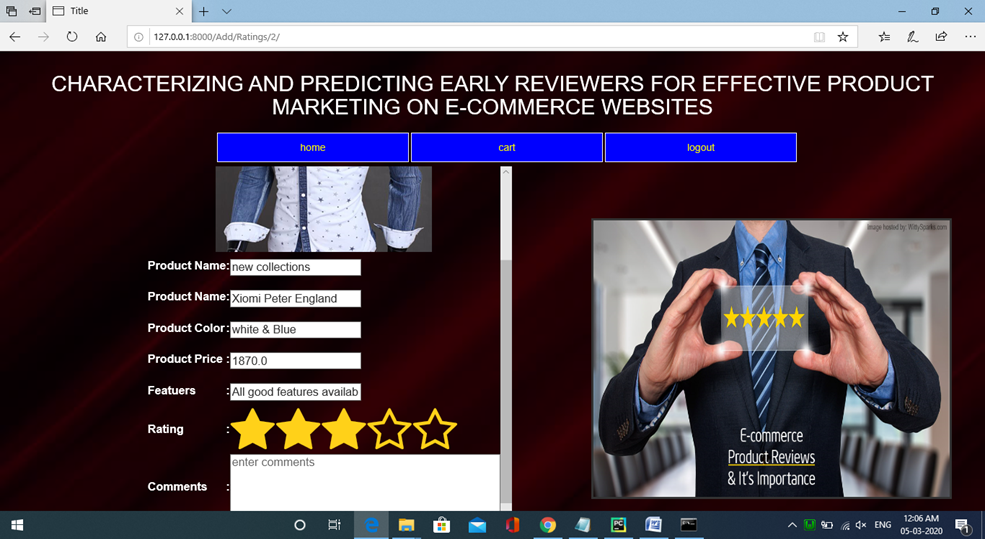 Title
127.0.0.1:8000/Add/Ratings/2/
CHARACTERIZING AND PREDICTING EARLY REVIEWERS FOR EFFECTIVE PRODUCT
MARKETING ON E-COMMERCE WEBSITES
home cart logout
Product Name: new collections
Product Name: Xiomi Peter England
Product Color : white & Blue
Product Price : 1870.0
Featuers : All good features availab
Rating :
Comments : enter comments
Image hosted by: WittySparks.com
E-commerce
Product Reviews
& It's Importance
ENG
12:06 AM
05-03-2020
1